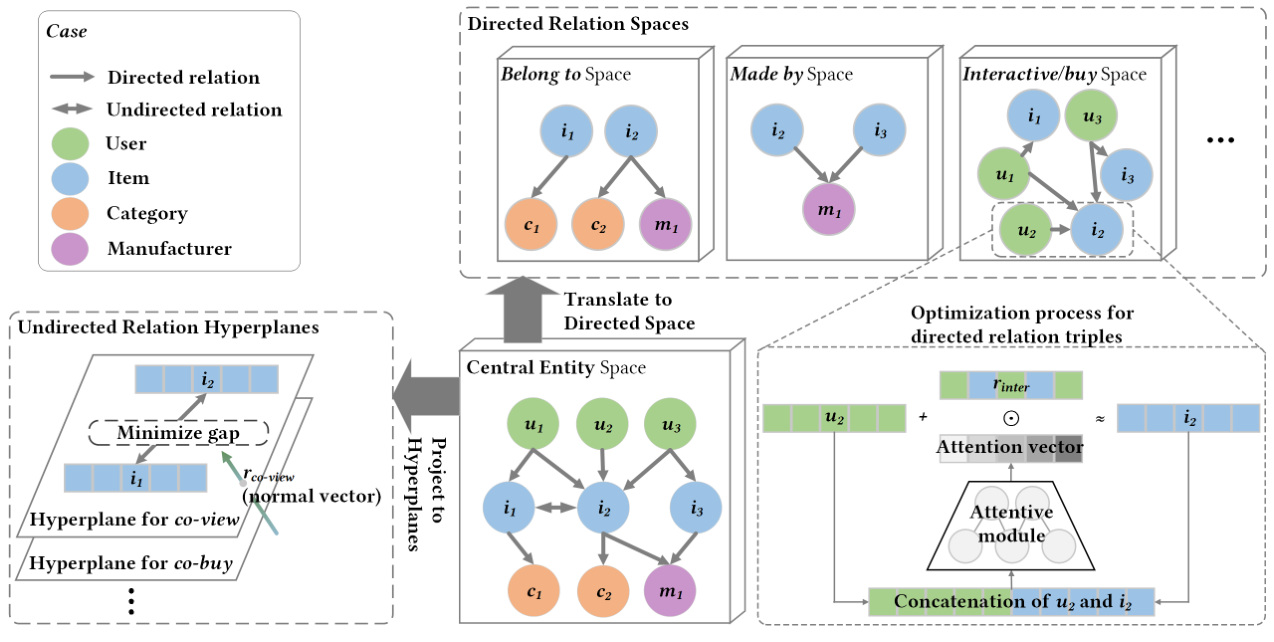 Case
Directed relation
Undirected relation
User
Item
Category
Manufacturer
Directed Relation Spaces
Belong to Space
i1
i2
c1
c2
m1
Made by Space
i2
i3
m1
Interactive/buy Space
i1
u3
u1
i3
u2
i2
...
Translate to
Directed Space
Undirected Relation Hyperplanes
i2
Minimize gap
i1
rco-view
(normal vector)
Hyperplane for co-view
Hyperplane for co-buy
⋮
Project to
Hyperplanes
Central Entity Space
u1
u2
u3
i1
i2
i3
c1
c2
m1
Optimization process for
directed relation triples
rinter
u2
+
⊙
≈
i2
Attention vector
Attentive
module
Concatenation of u2 and i2